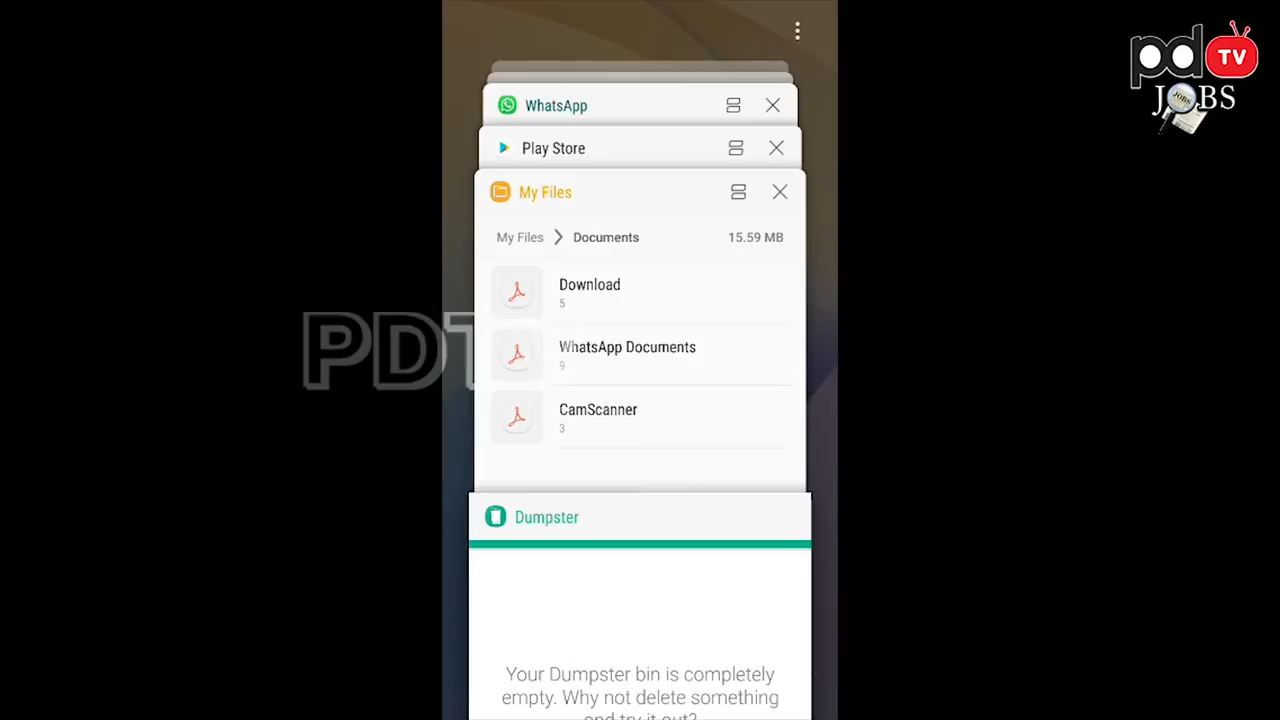 pd TV
JOBS
JOBS
WhatsApp
Play Store
My Files
My Files > Documents 15.59 MB
Download
5
WhatsApp Documents
9
CamScanner
3
PDT
Dumpster
Your Dumpster bin is completely
empty. Why not delete something
and try it out?